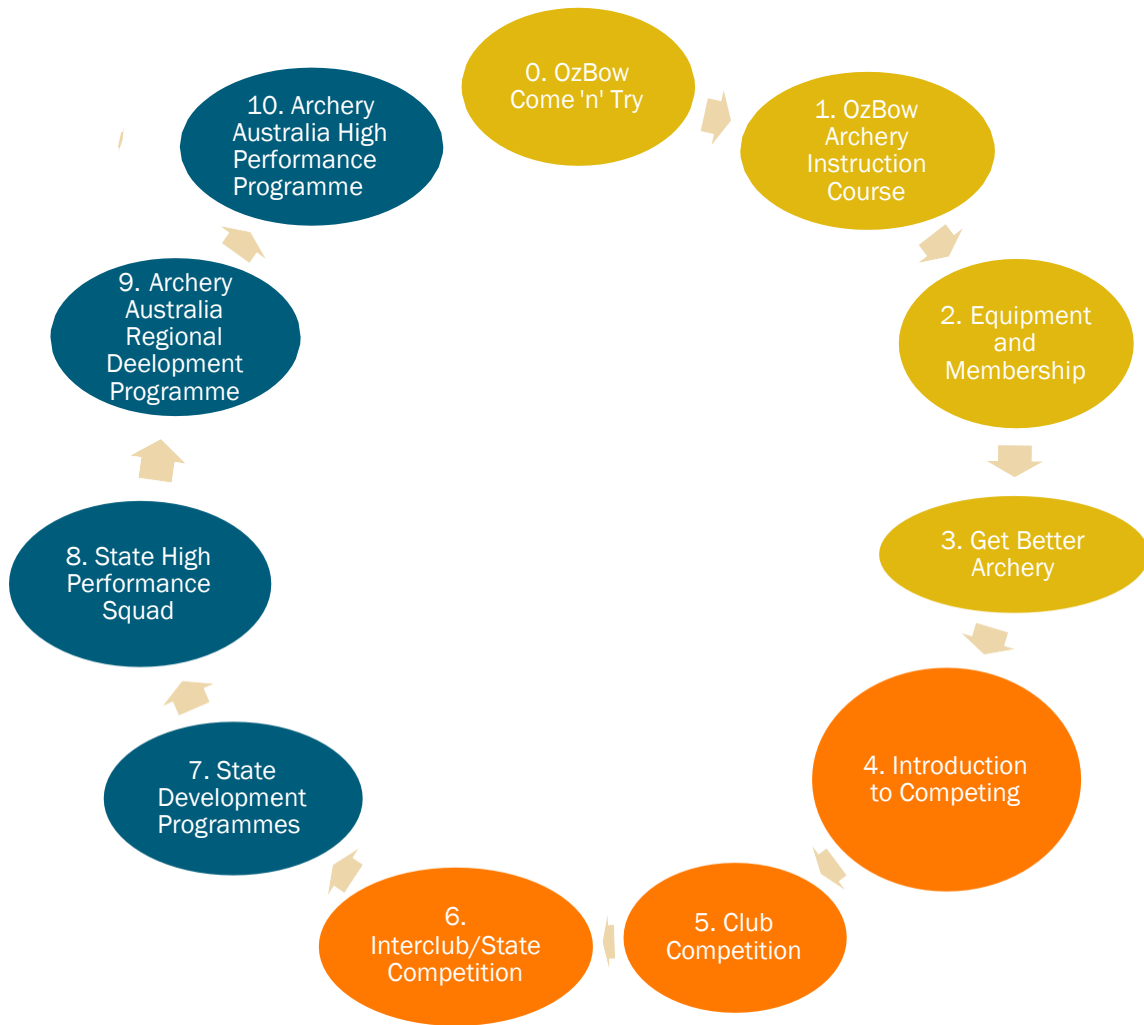 0. OzBow
Come 'n' Try
1. OzBow
Archery
Instruction
Course
2. Equipment
and
Membership
3. Get Better
Archery
4. Introduction
to Competing
5. Club
Competition
6.
Interclub/State
Competition
7. State
Development
Programmes
8. State High
Performance
Squad
9. Archery
Australia
Regional
Deelopment
Programme
10. Archery
Australia High
Performance
Programme